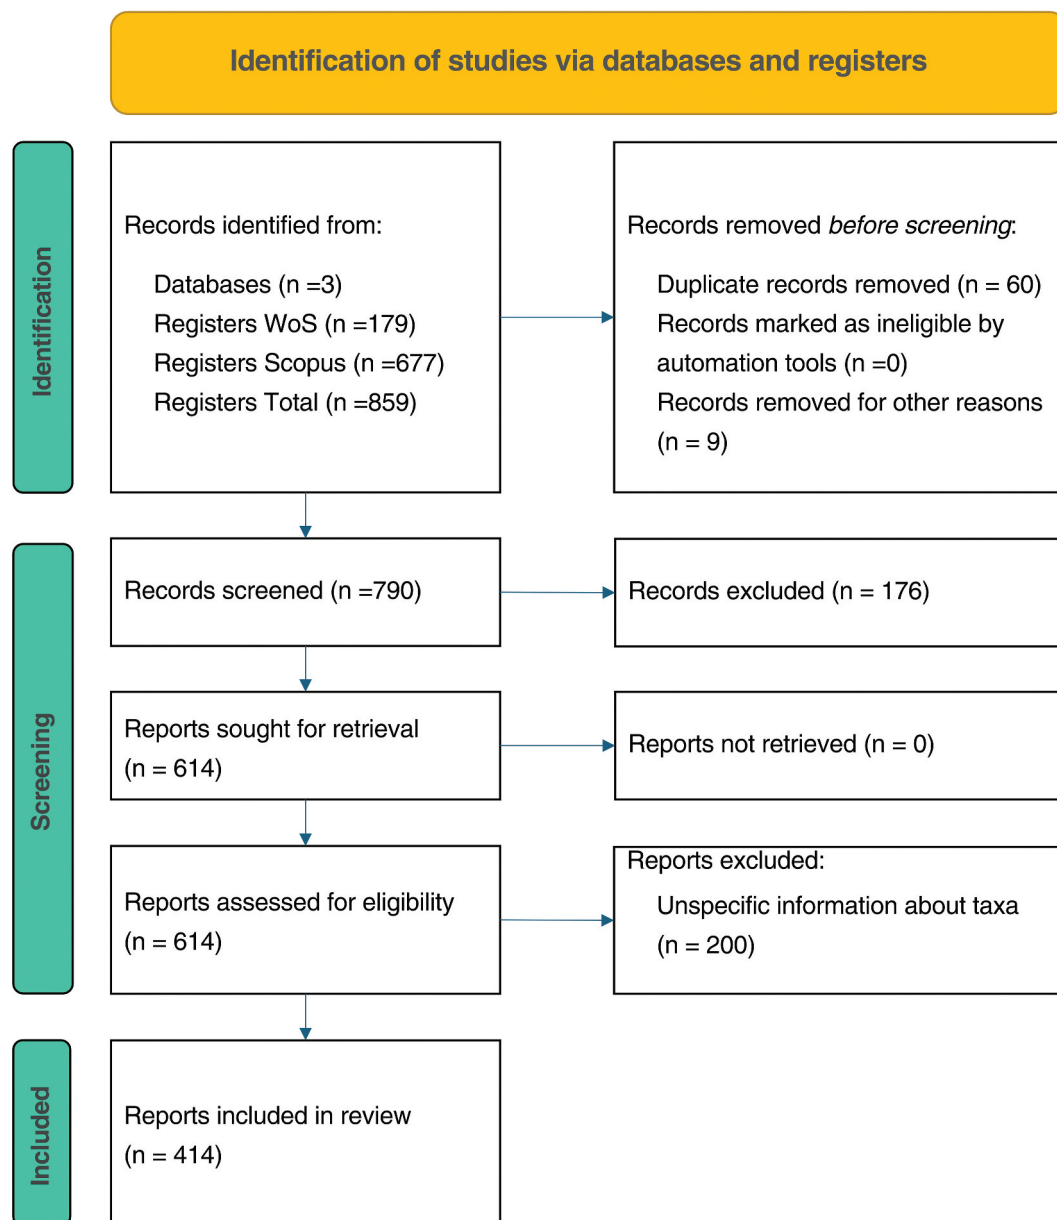 Identification of studies via databases and registers
Identification
Records identified from:
Databases (n =3)
Registers WoS (n =179)
Registers Scopus (n =677)
Registers Total (n =859)
Records removed before screening:
Duplicate records removed (n = 60)
Records marked as ineligible by
automation tools (n =0)
Records removed for other reasons
(n = 9)
Screening
Records screened (n =790)
Records excluded (n = 176)
Reports sought for retrieval
(n = 614)
Reports not retrieved (n = 0)
Reports assessed for eligibility
(n = 614)
Reports excluded:
Unspecific information about taxa
(n = 200)
Included
Reports included in review
(n = 414)